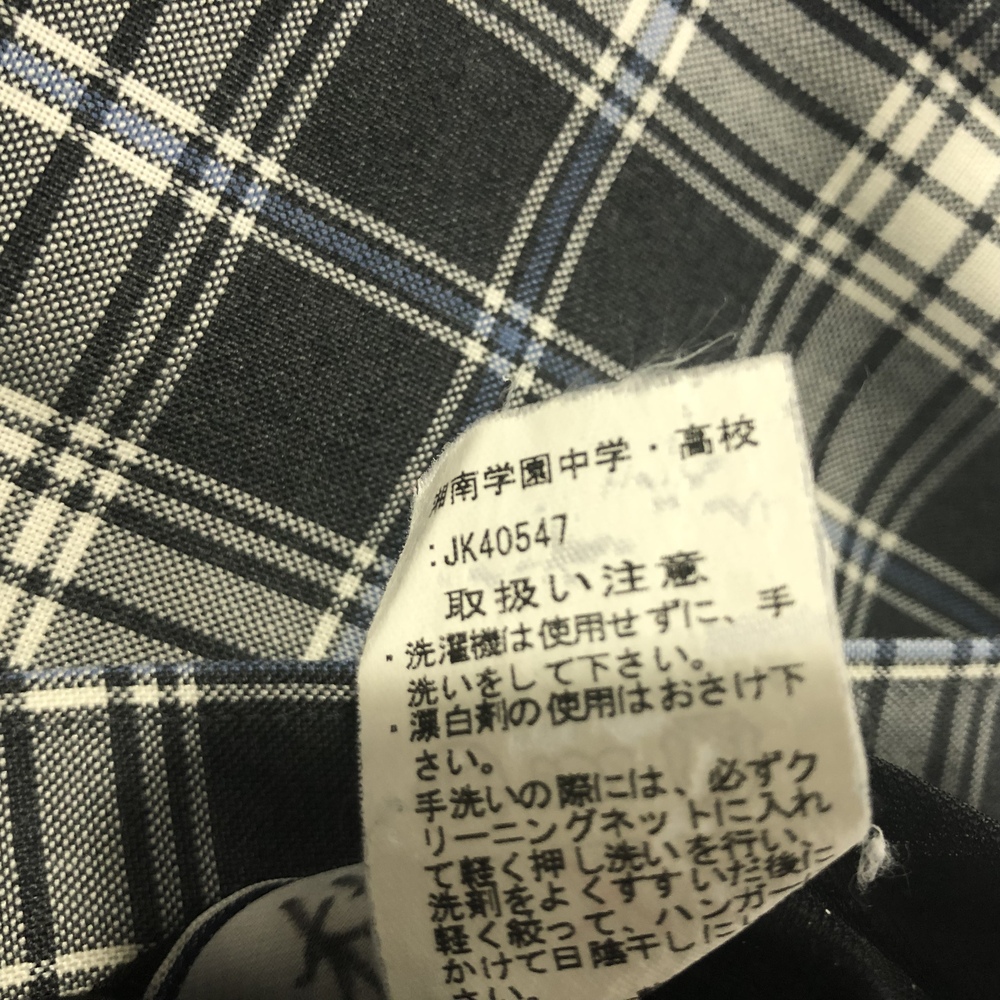 湘南学園中学・高校
:JK40547
取扱い注意
・洗濯機は使用せずに、手
洗いをして下さい。
・漂白剤の使用はおさけ下
さい。
手洗いの際には、必ずク
リーニングネットに入れ
て軽く押し洗いを行い、
洗剤をよくすすいだ後に
軽く絞って、ハンガーに
かけて日陰干しに
さい。